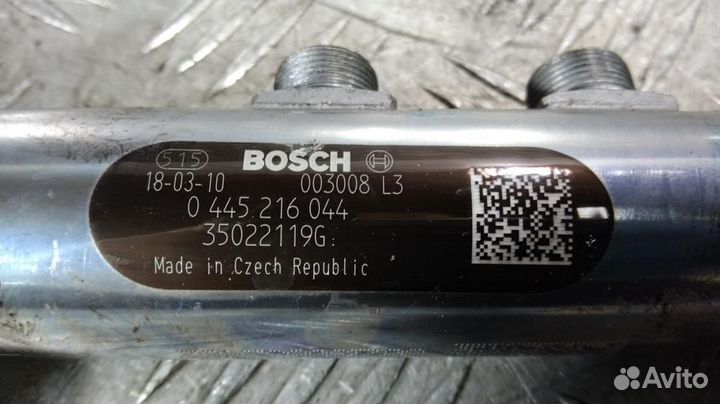 515 BOSCH
18-03-10 003008 L3
0 445 216 044
35022119G
Made in Czech Republic
Avito